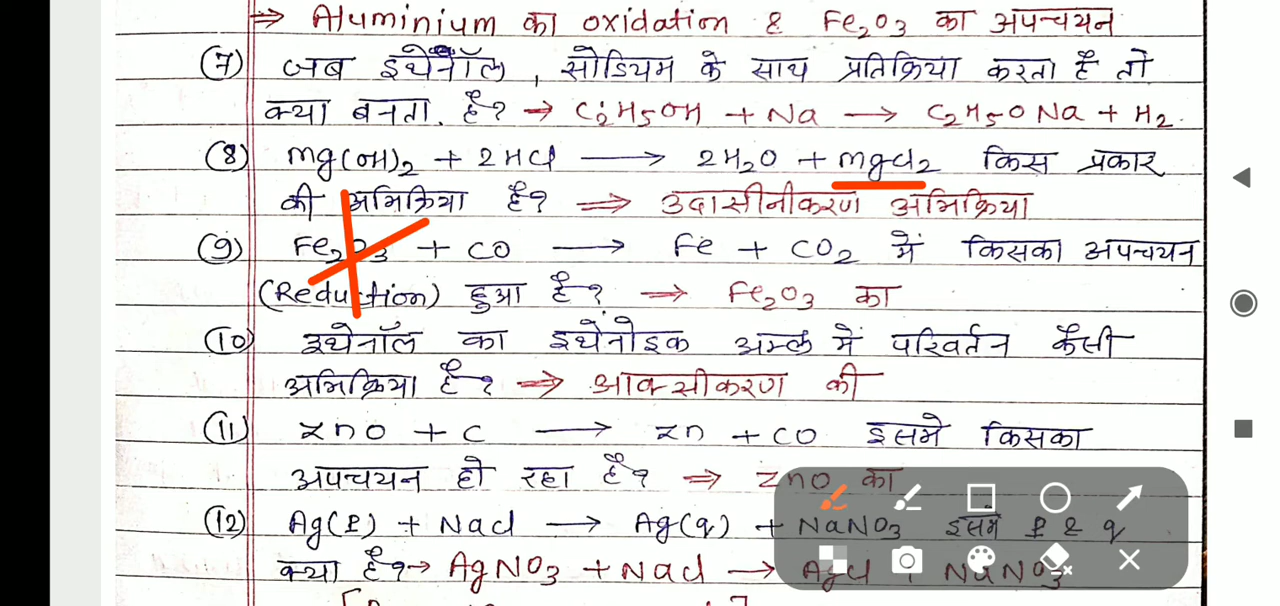 ⇒ Aluminium का oxidation & Fe₂O₃ का अपचयन
(7) जब इथेनॉल, सोडियम के साथ प्रतिक्रिया करता है तो
क्या बनता है? → C₂H₅OH + Na → C₂H₅ONa + H₂.
(8) Mg(OH)₂ + 2HCl → 2H₂O + MgCl₂ किस प्रकार
की अभिक्रिया है? ⇒ उदासीनीकरण अभिक्रिया
(9) Fe₂O₃ + CO → Fe + CO₂ में किसका अपचयन
(Reduction) हुआ है? ⇒ Fe₂O₃ का
(10) इथेनॉल का इथेनोइक अम्ल में परिवर्तन कैसी
अभिक्रिया है? ⇒ आक्सीकरण की
(11) ZnO + C → Zn + CO इसमे किसका
अपचयन हो रहा है? ⇒ ZnO का
(12) Ag(P) + NaCl → Ag(q) + NaNO₃ इसमें P & q
क्या है? → AgNO₃ + NaCl → AgCl + NaNO₃